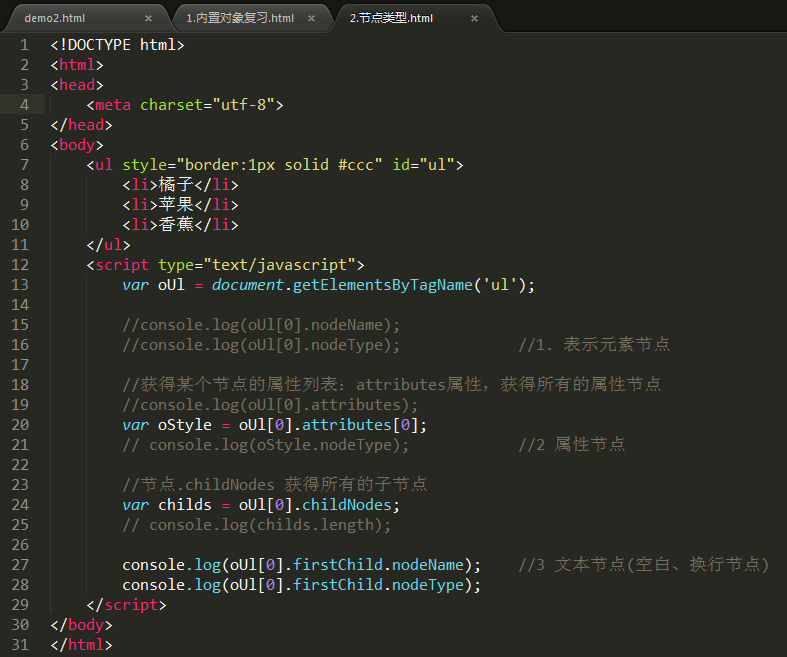 demo2.html × 1.内置对象复习.html × 2.节点类型.html ×
1 <!DOCTYPE html>
2 <html>
3 <head>
4 <meta charset="utf-8">
5 </head>
6 <body>
7 <ul style="border:1px solid #ccc" id="ul">
8 <li>橘子</li>
9 <li>苹果</li>
10 <li>香蕉</li>
11 </ul>
12 <script type="text/javascript">
13 var oUl = document.getElementsByTagName('ul');
14
15 //console.log(oUl[0].nodeName);
16 //console.log(oUl[0].nodeType); //1. 表示元素节点
17
18 //获得某个节点的属性列表：attributes属性，获得所有的属性节点
19 //console.log(oUl[0].attributes);
20 var oStyle = oUl[0].attributes[0];
21 // console.log(oStyle.nodeType); //2 属性节点
22
23 //节点.childNodes 获得所有的子节点
24 var childs = oUl[0].childNodes;
25 // console.log(childs.length);
26
27 console.log(oUl[0].firstChild.nodeName); //3 文本节点(空白、换行节点)
28 console.log(oUl[0].firstChild.nodeType);
29 </script>
30 </body>
31 </html>